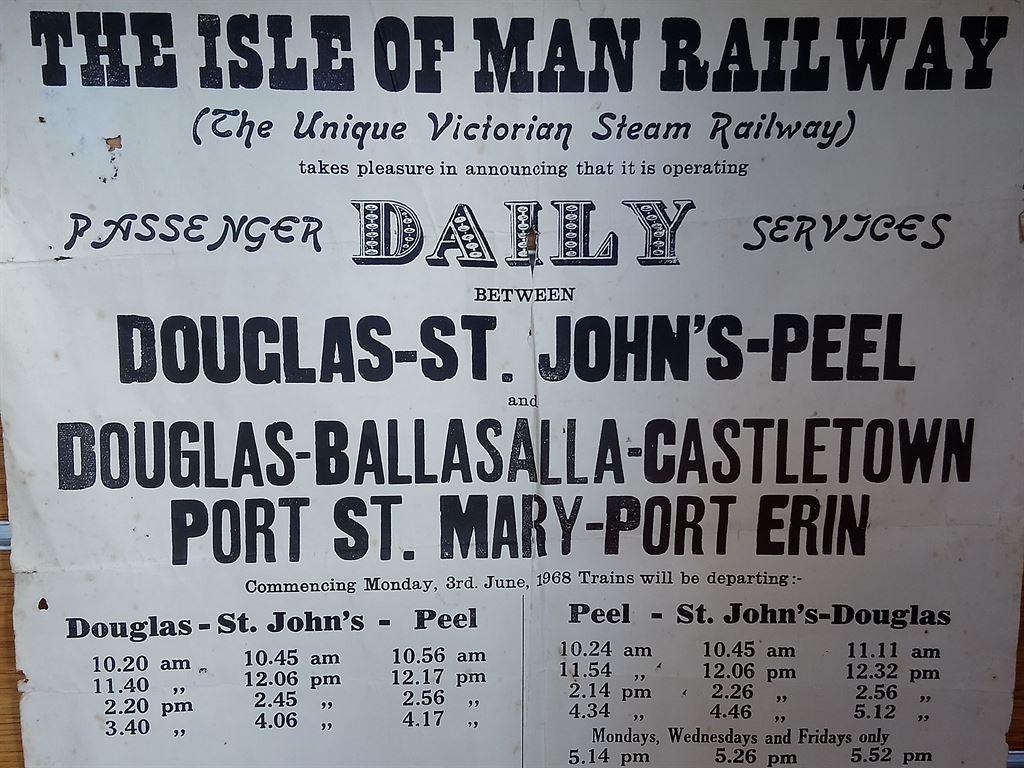 THE ISLE OF MAN RAILWAY
(The Unique Victorian Steam Railway)
takes pleasure in announcing that it is operating
PASSENGER DAILY SERVICES
BETWEEN
DOUGLAS-ST. JOHN'S-PEEL
and
DOUGLAS-BALLASALLA-CASTLETOWN
PORT ST. MARY-PORT ERIN
Commencing Monday, 3rd. June, 1968 Trains will be departing:-
Douglas - St. John's - Peel
10.20 am 10.45 am 10.56 am
11.40 ,, 12.06 pm 12.17 pm
2.20 pm 2.45 ,, 2.56 ,,
3.40 ,, 4.06 ,, 4.17 ,,
Peel - St. John's-Douglas
10.24 am 10.45 am 11.11 am
11.54 ,, 12.06 pm 12.32 pm
2.14 pm 2.26 ,, 2.56 ,,
4.34 ,, 4.46 ,, 5.12 ,,
Mondays, Wednesdays and Fridays only
5.14 pm 5.26 pm 5.52 pm